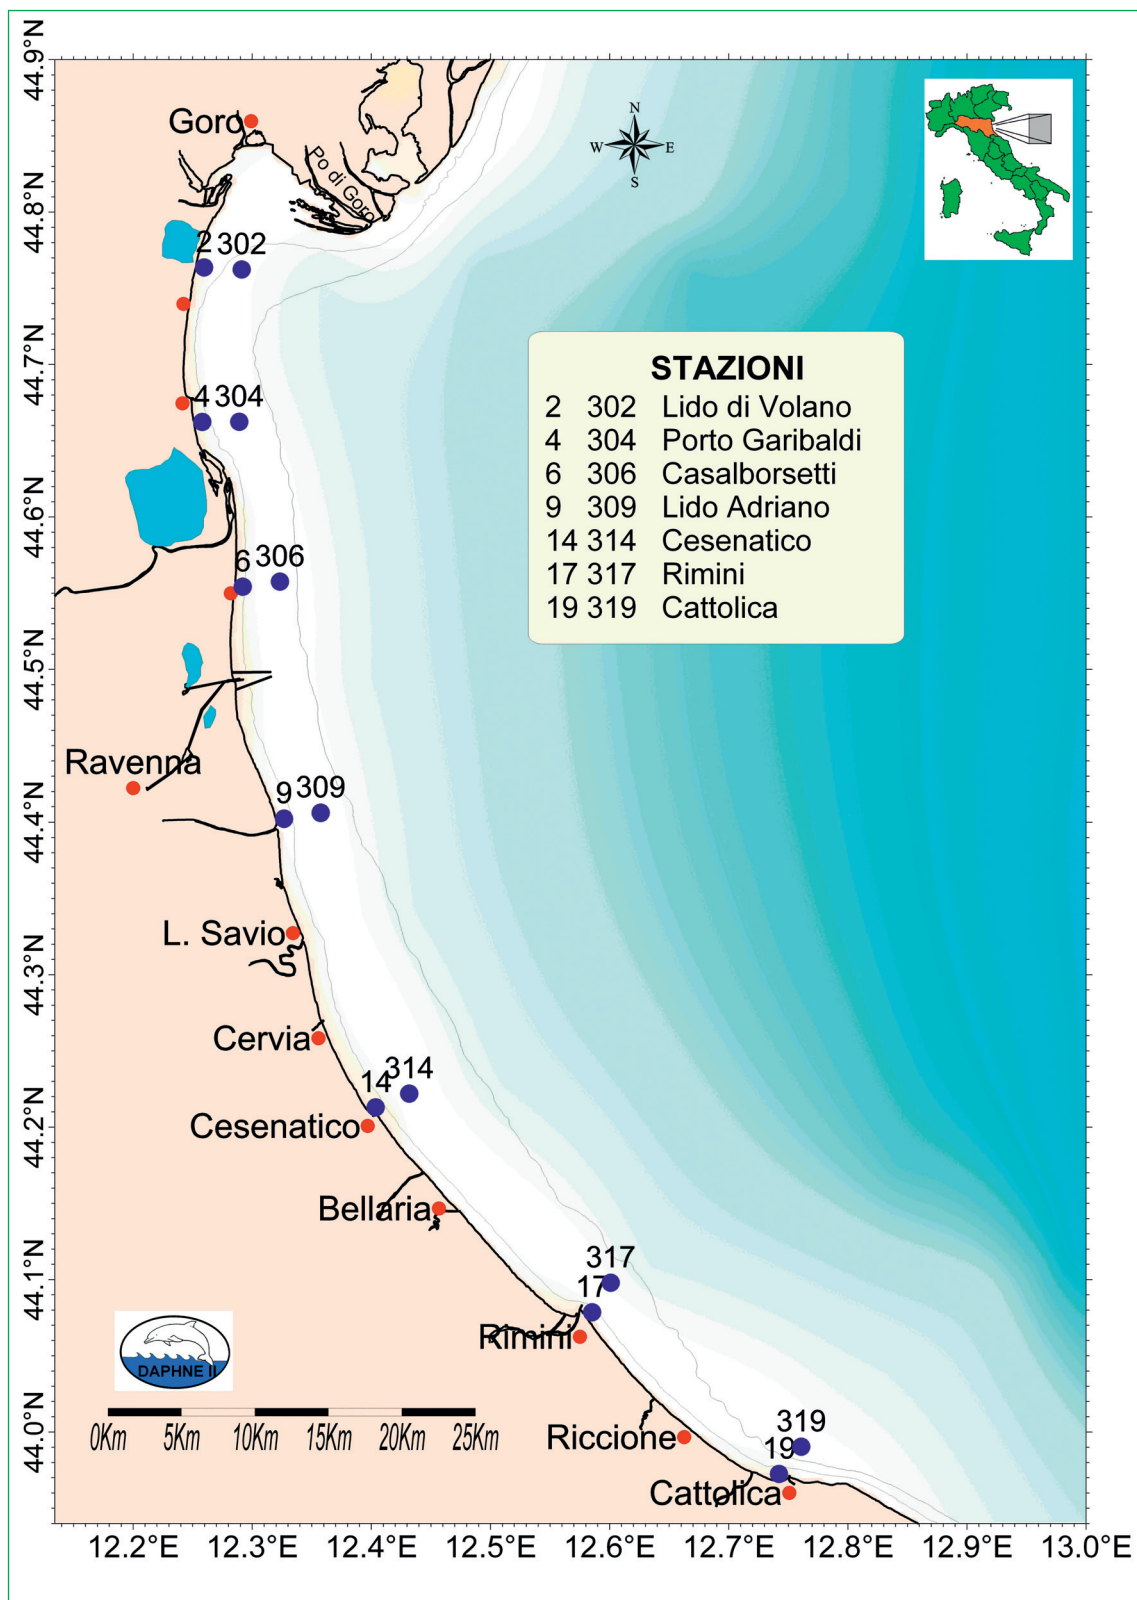 44.9°N
44.8°N
44.7°N
44.6°N
44.5°N
44.4°N
44.3°N
44.2°N
44.1°N
44.0°N
Goro
Po di Goro
N
W E
S
2 302
4 304
6 306
STAZIONI
2 302 Lido di Volano
4 304 Porto Garibaldi
6 306 Casalborsetti
9 309 Lido Adriano
14 314 Cesenatico
17 317 Rimini
19 319 Cattolica
Ravenna
9 309
L. Savio
Cervia
14 314
Cesenatico
Bellaria
317
17
Rimini
DAPHNE II
0Km 5Km 10Km 15Km 20Km 25Km
319
19
Riccione
Cattolica
12.2°E 12.3°E 12.4°E 12.5°E 12.6°E 12.7°E 12.8°E 12.9°E 13.0°E